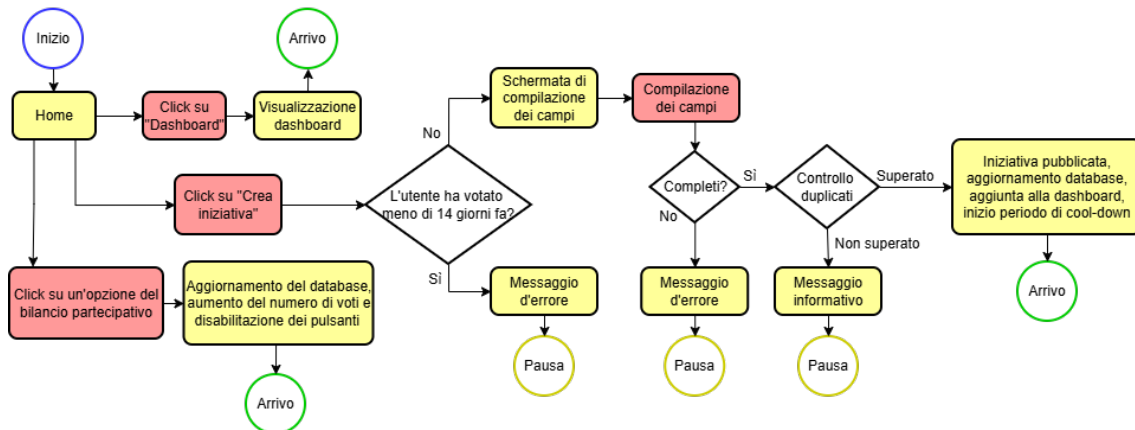 Inizio
Arrivo
Home
Click su
"Dashboard"
Visualizzazione
dashboard
Schermata di
compilazione
dei campi
Compilazione
dei campi
No
Click su "Crea
iniziativa"
L'utente ha votato
meno di 14 giorni fa?
Completi?
Sì
Controllo
duplicati
Superato
Iniziativa pubblicata,
aggiornamento database,
aggiunta alla dashboard,
inizio periodo di cool-down
No
Non superato
Sì
Click su un'opzione del
bilancio partecipativo
Aggiornamento del database,
aumento del numero di voti e
disabilitazione dei pulsanti
Messaggio
d'errore
Messaggio
d'errore
Messaggio
informativo
Arrivo
Pausa
Pausa
Pausa
Arrivo